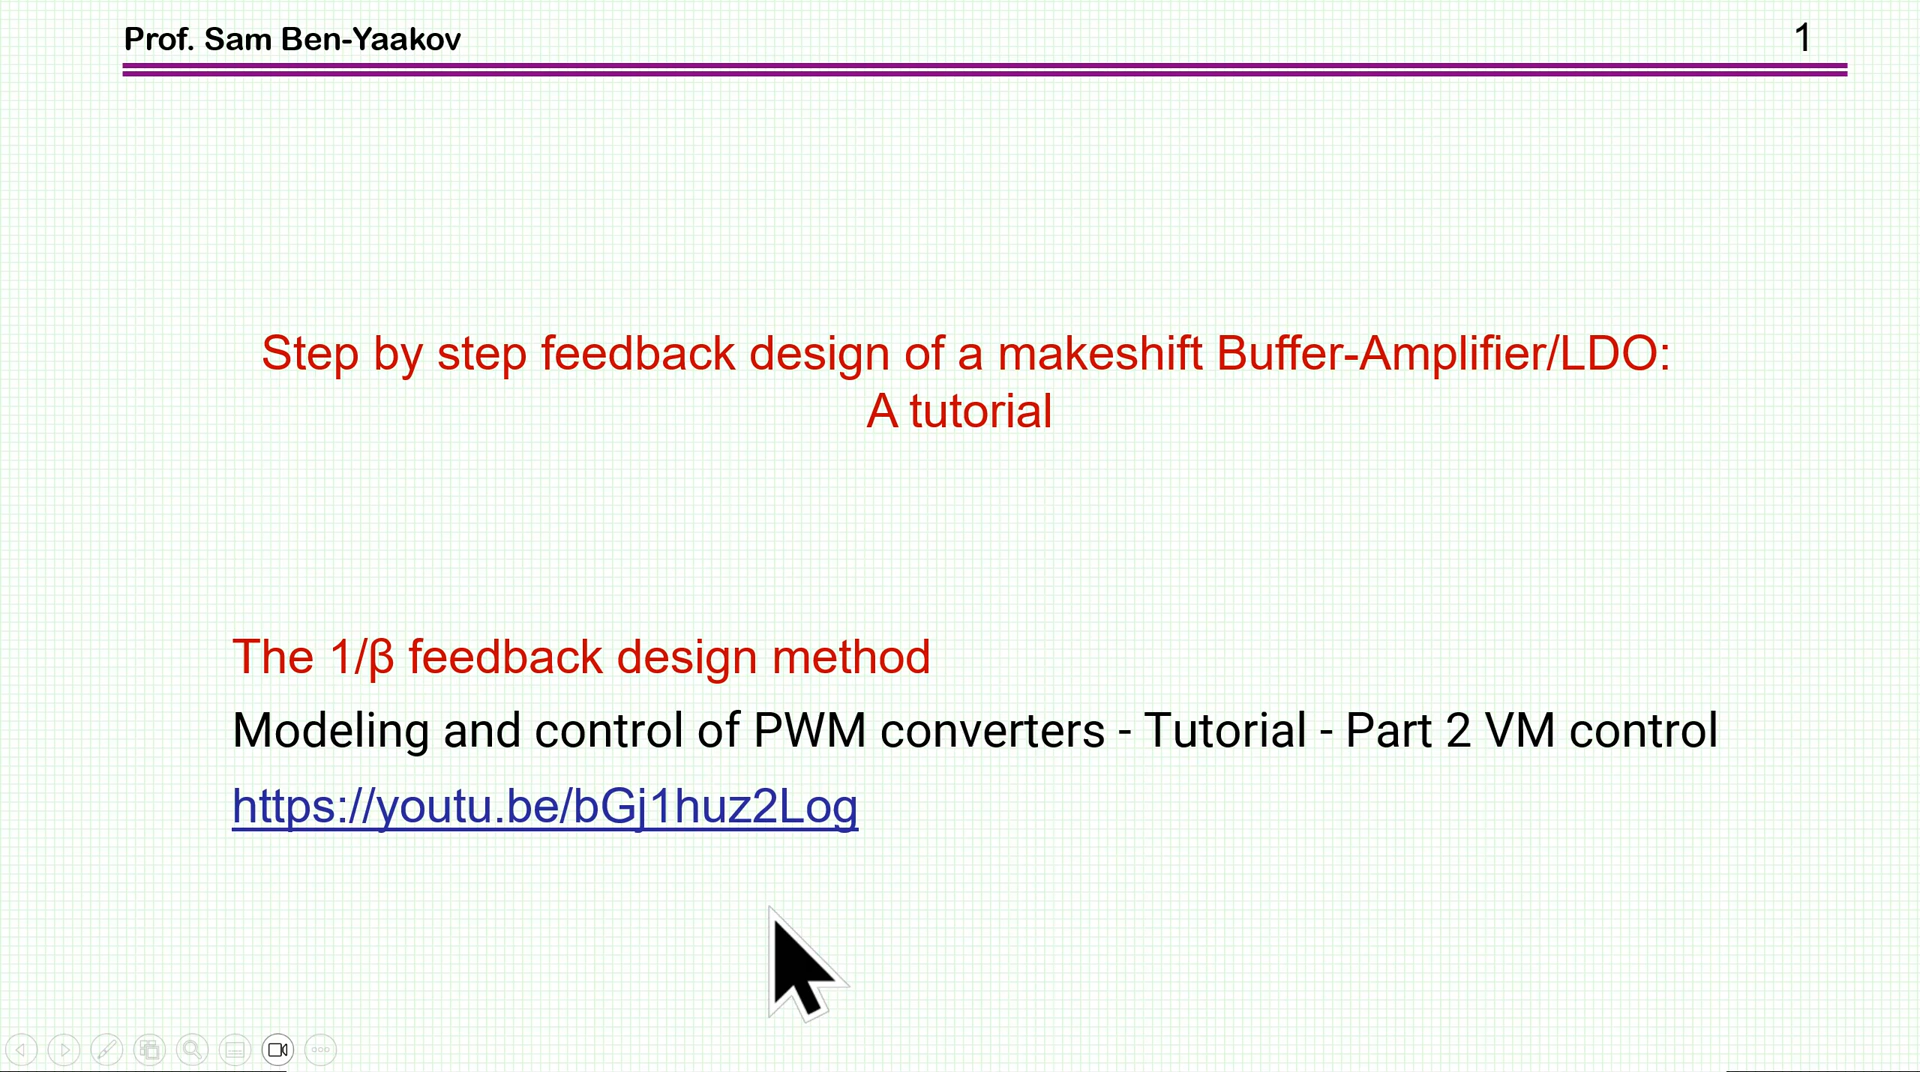 Prof. Sam Ben-Yaakov
1
Step by step feedback design of a makeshift Buffer-Amplifier/LDO:
A tutorial
The 1/β feedback design method
Modeling and control of PWM converters - Tutorial - Part 2 VM control
https://youtu.be/bGj1huz2Log